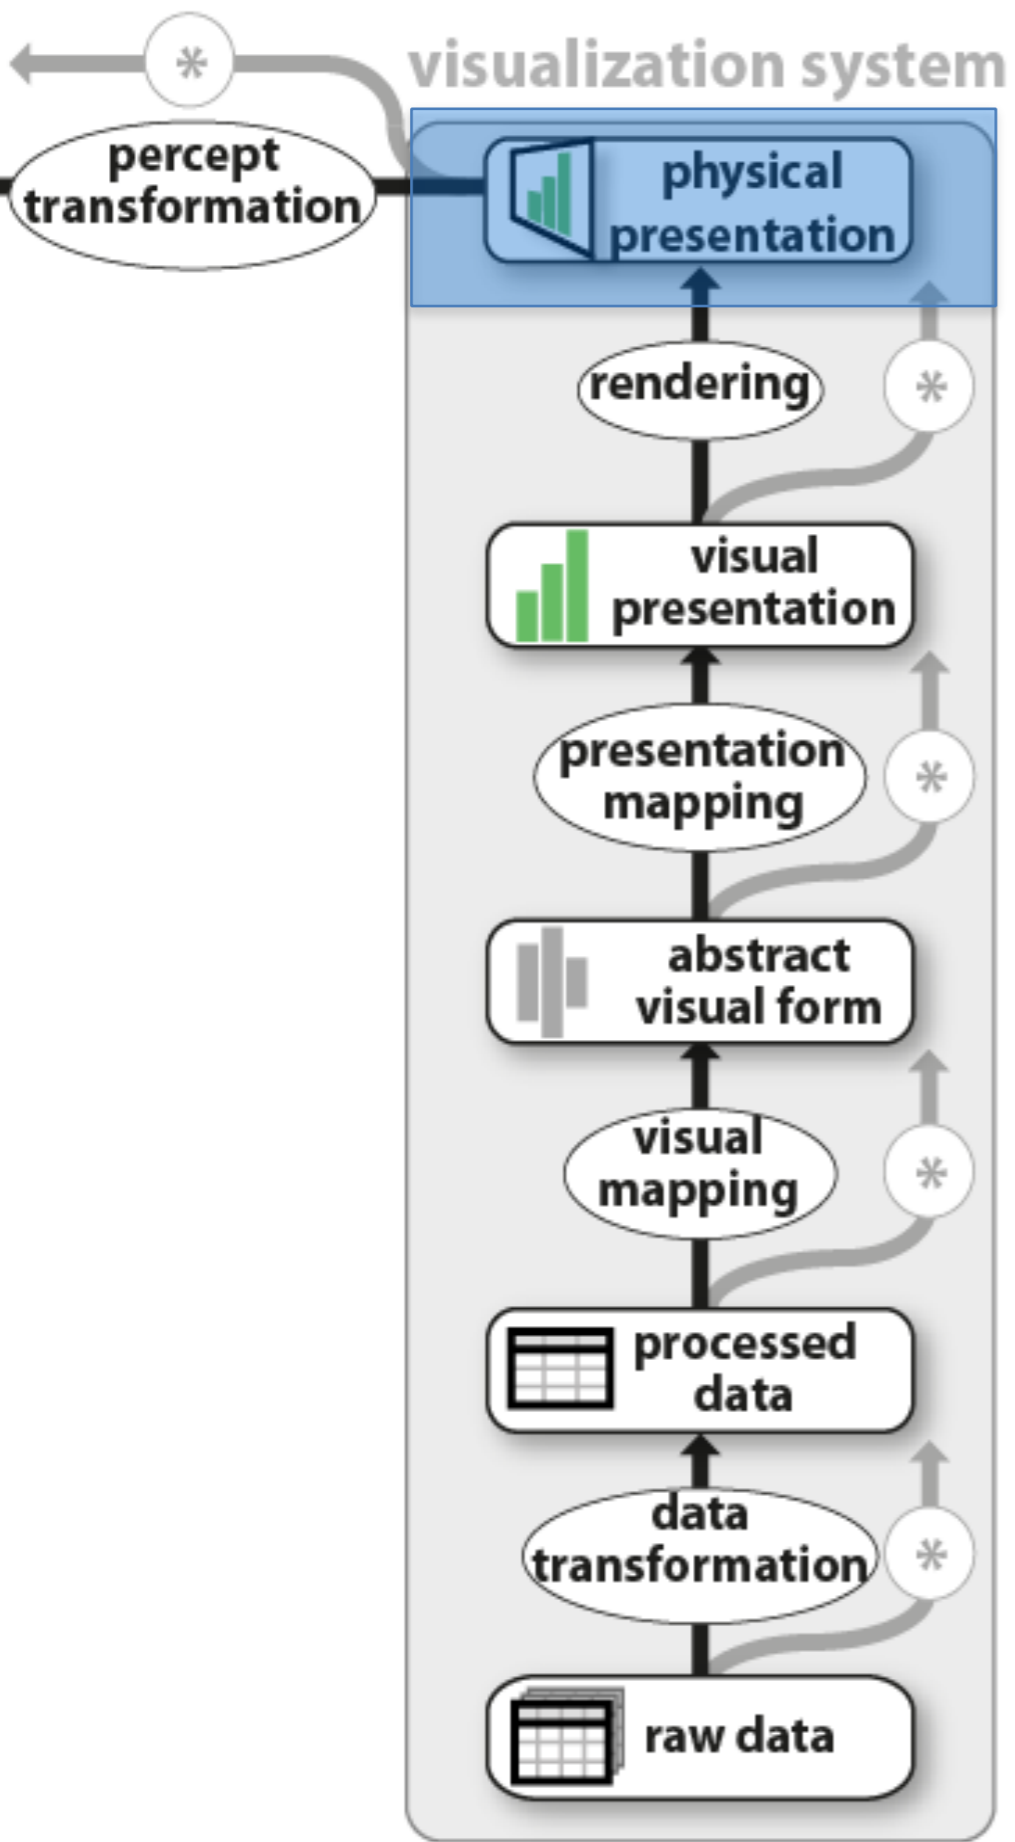 visualization system
*
percept
transformation
physical
presentation
rendering
*
visual
presentation
presentation
mapping
*
abstract
visual form
visual
mapping
*
processed
data
data
transformation
*
raw data